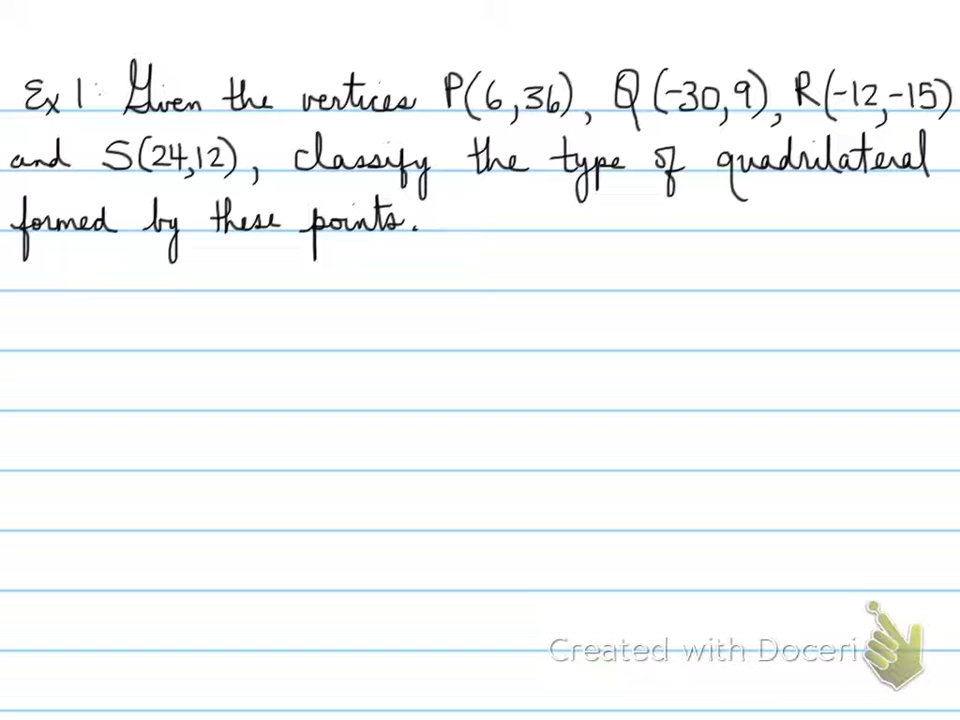 Ex 1: Given the vertices P(6,36), Q(-30,9), R(-12,-15)
and S(24,12), classify the type of quadrilateral
formed by these points.
Created with Doceri